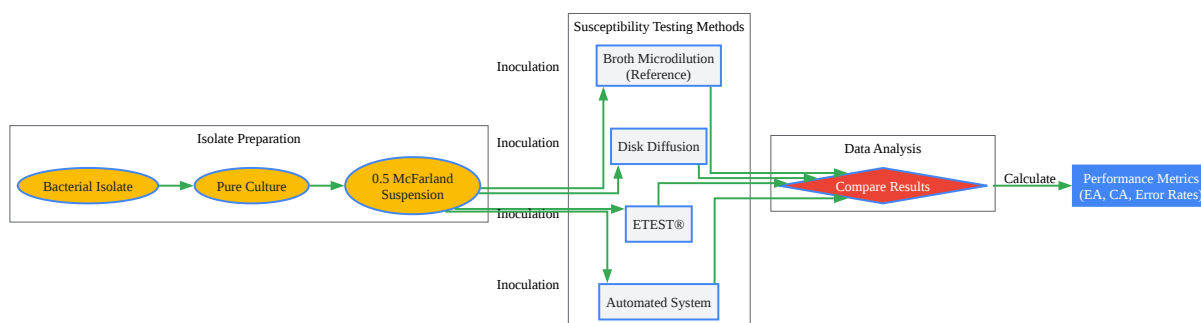 Isolate Preparation
Bacterial Isolate
Pure Culture
0.5 McFarland
Suspension
Inoculation
Inoculation
Inoculation
Inoculation
Susceptibility Testing Methods
Broth Microdilution
(Reference)
Disk Diffusion
ETEST®
Automated System
Data Analysis
Compare Results
Calculate
Performance Metrics
(EA, CA, Error Rates)